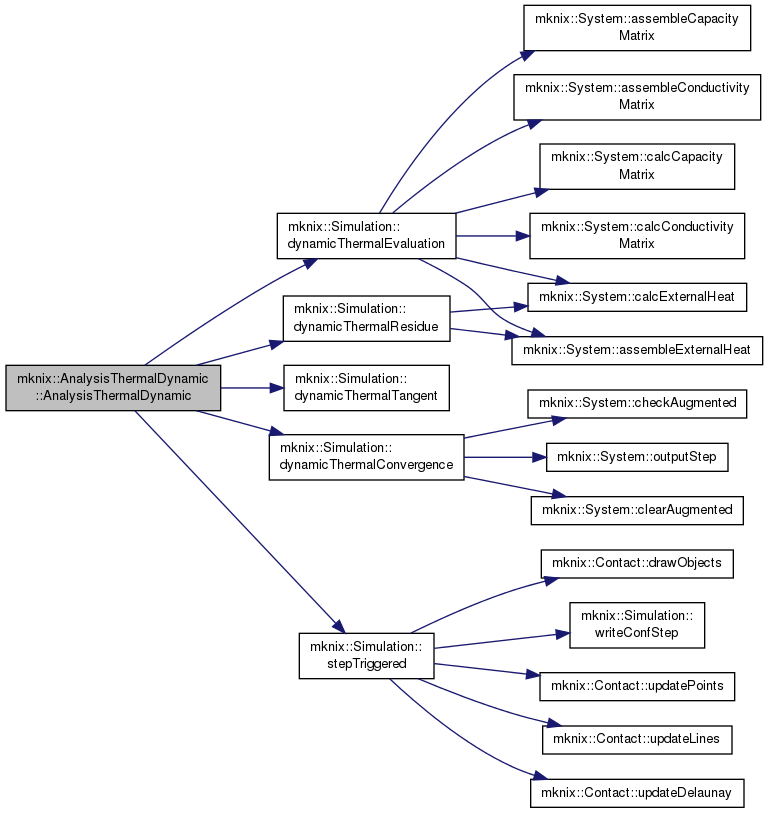 mknix::AnalysisThermalDynamic
::AnalysisThermalDynamic
mknix::Simulation::
dynamicThermalEvaluation
mknix::System::assembleCapacity
Matrix
mknix::System::assembleConductivity
Matrix
mknix::System::calcCapacity
Matrix
mknix::System::calcConductivity
Matrix
mknix::System::calcExternalHeat
mknix::System::assembleExternalHeat
mknix::Simulation::
dynamicThermalResidue
mknix::Simulation::
dynamicThermalTangent
mknix::Simulation::
dynamicThermalConvergence
mknix::System::checkAugmented
mknix::System::outputStep
mknix::System::clearAugmented
mknix::Simulation::
stepTriggered
mknix::Contact::drawObjects
mknix::Simulation::
writeConfStep
mknix::Contact::updatePoints
mknix::Contact::updateLines
mknix::Contact::updateDelaunay